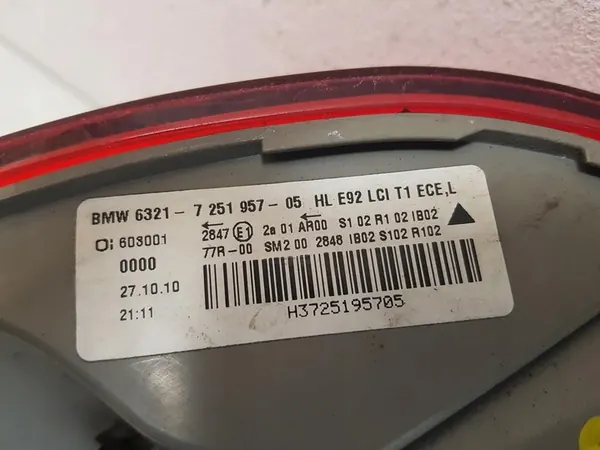 BMW 6321- 7 251 957 - 05 HL E92 LCI T1 ECE,L
603001 2847 E1 2a 01 AR00 S1 02 R1 02 IB02
0000 77R-00 SM2 00 2848 IB02 S102 R102
27.10.10
21:11
H3725195705